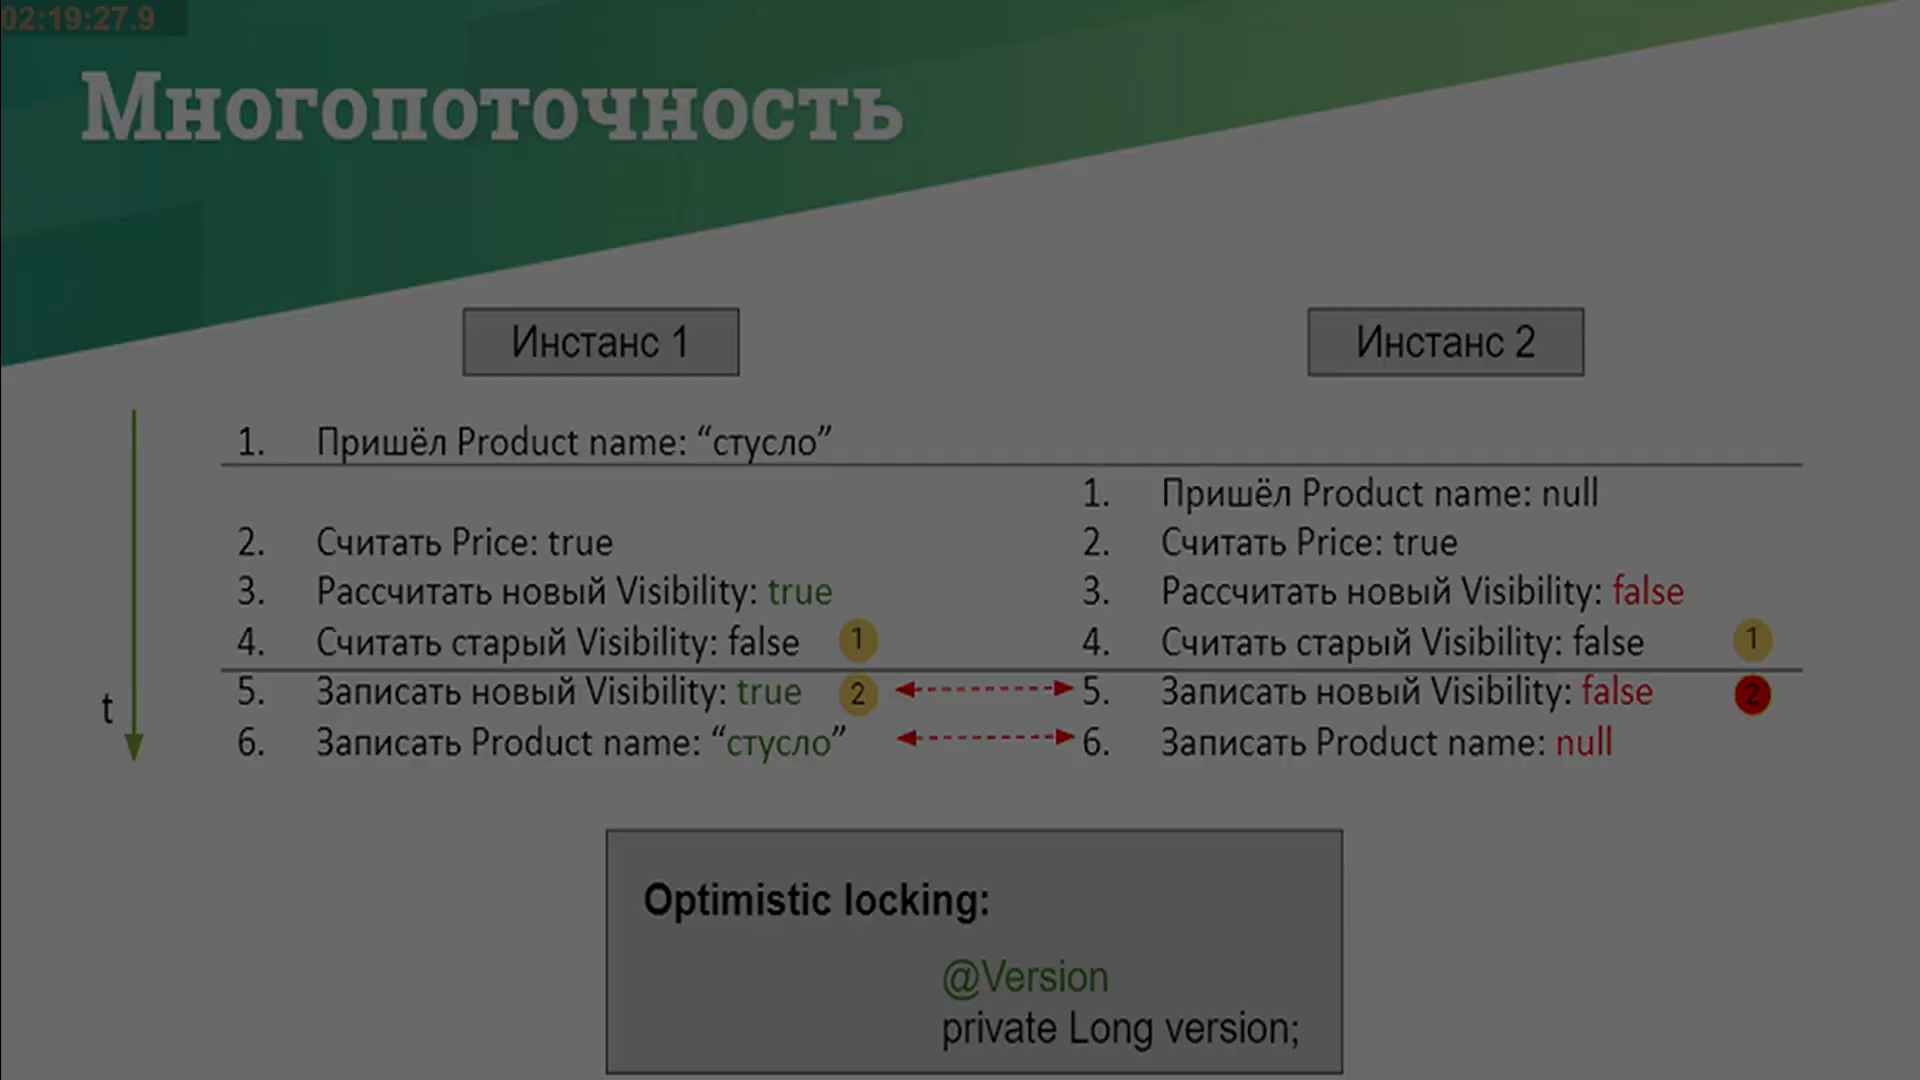 02:19:27.9
Многопоточность
Инстанс 1
Инстанс 2
1. Пришёл Product name: “стусло”
1. Пришёл Product name: null
2. Считать Price: true
2. Считать Price: true
3. Рассчитать новый Visibility: true
3. Рассчитать новый Visibility: false
4. Считать старый Visibility: false 1
4. Считать старый Visibility: false 1
5. Записать новый Visibility: true 2
5. Записать новый Visibility: false 2
6. Записать Product name: “стусло”
6. Записать Product name: null
t
Optimistic locking:
@Version
private Long version;